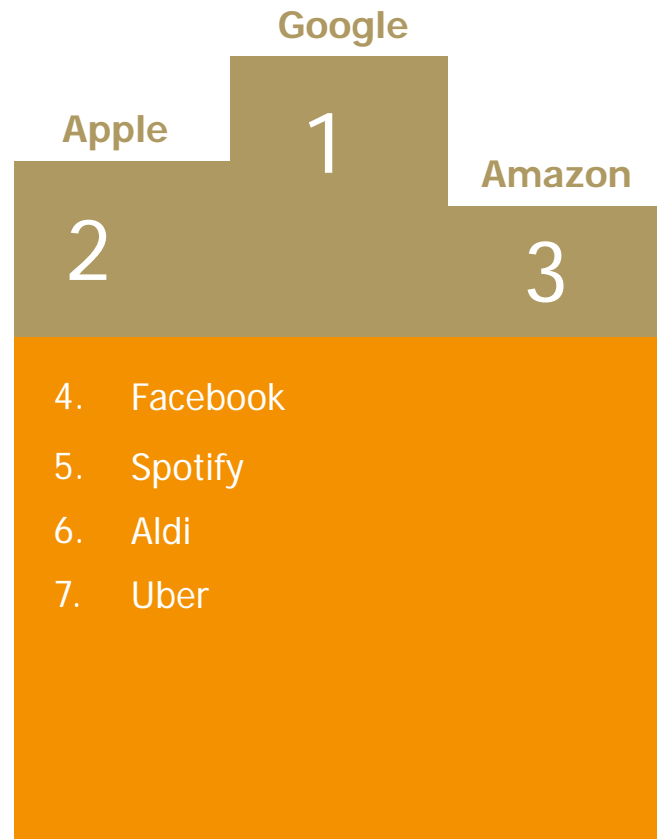 Google
Apple
1
Amazon
2
3
4. Facebook
5. Spotify
6. Aldi
7. Uber